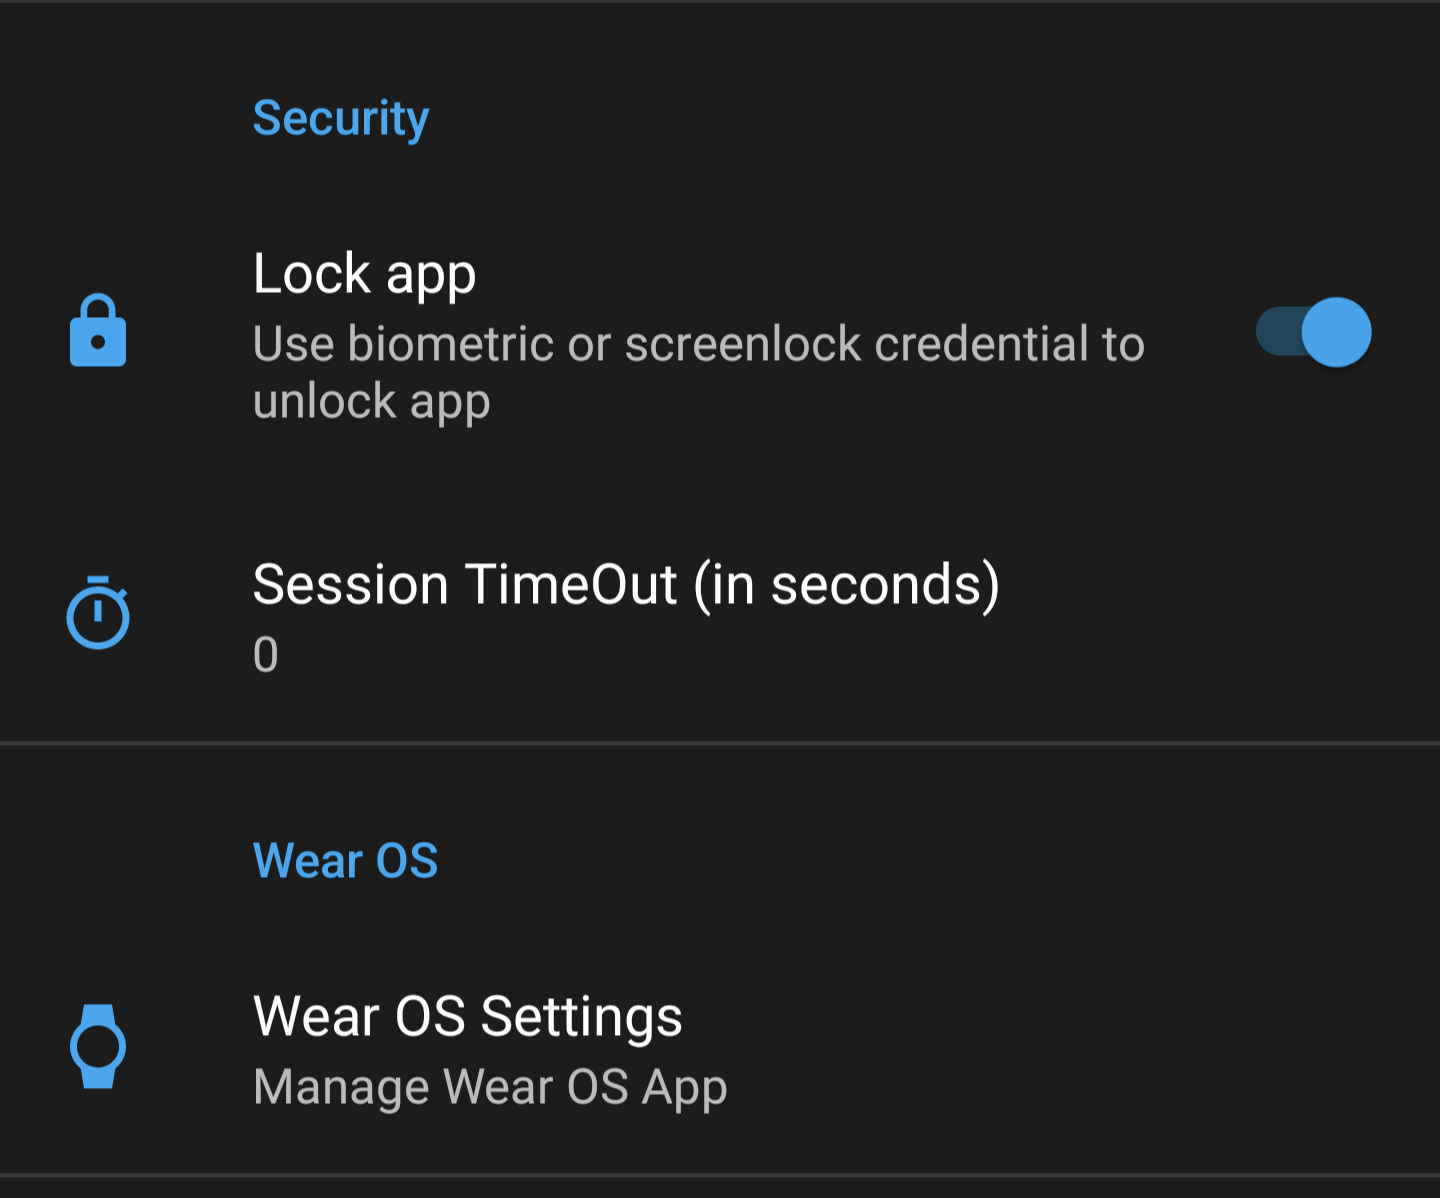 Security
Lock app
Use biometric or screenlock credential to
unlock app
Session TimeOut (in seconds)
0
Wear OS
Wear OS Settings
Manage Wear OS App